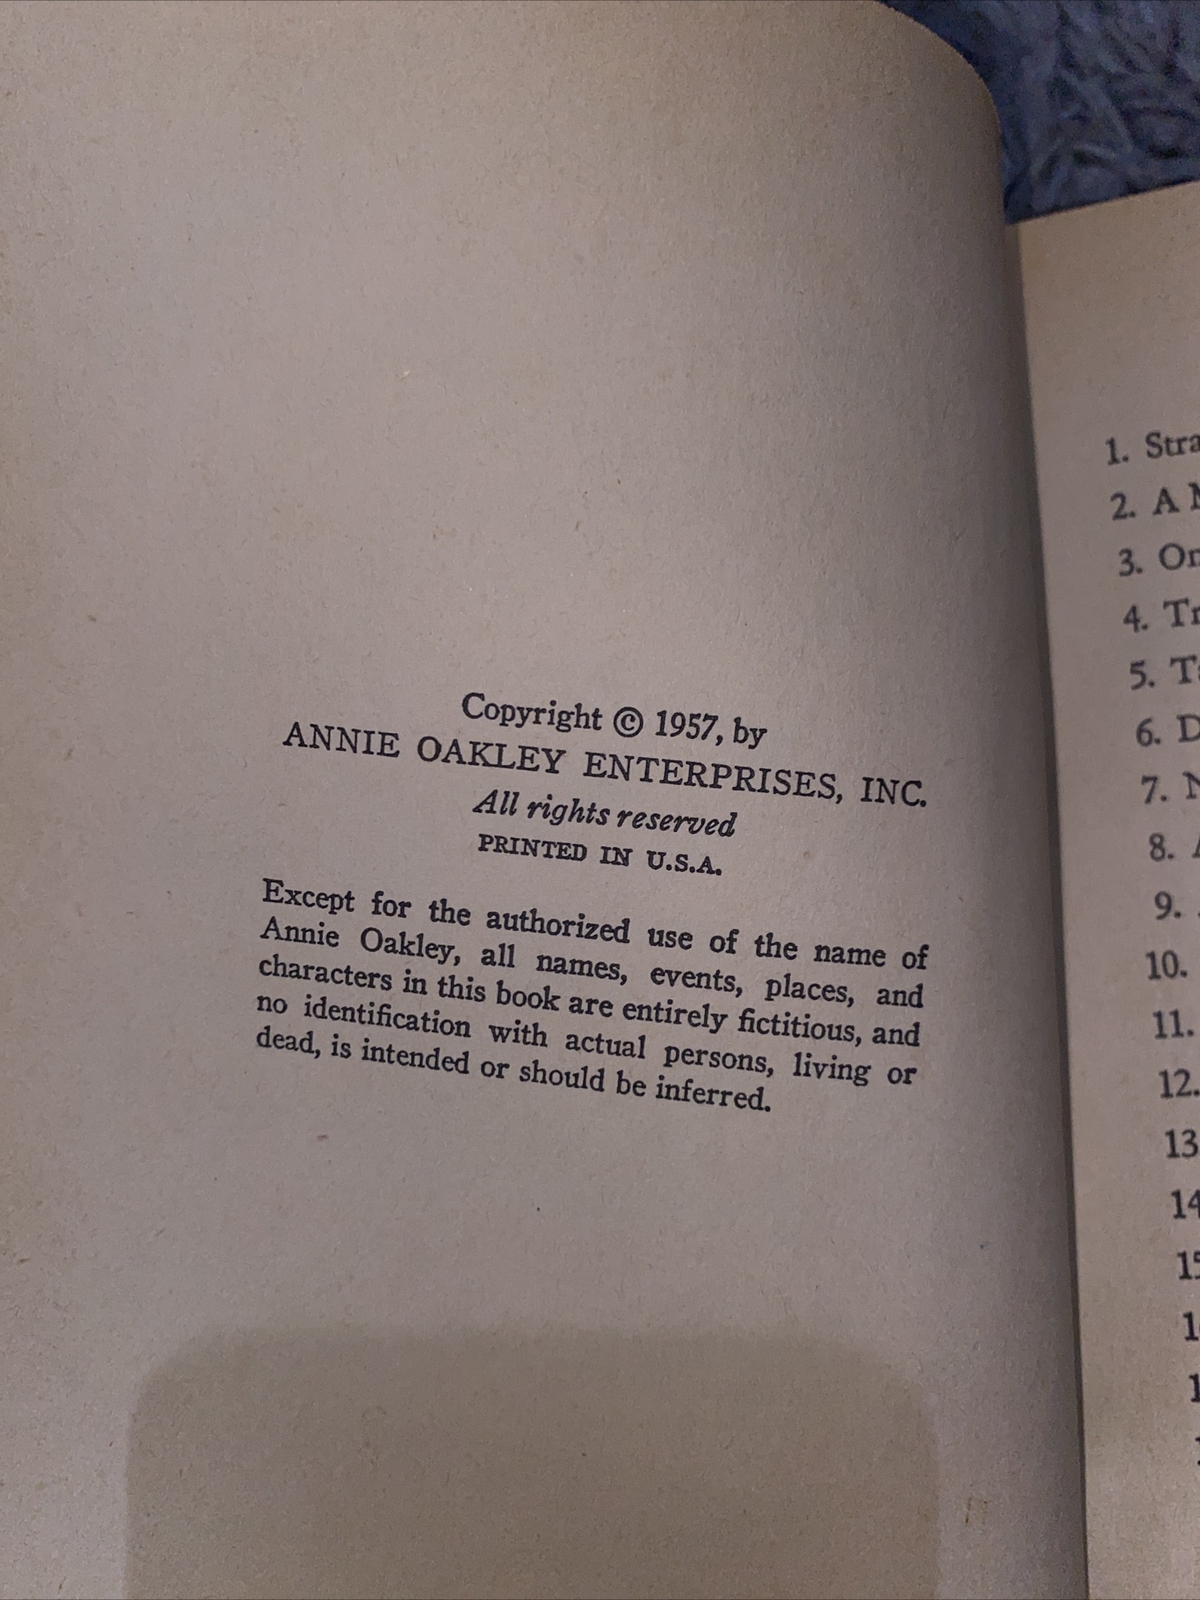 Copyright © 1957, by
ANNIE OAKLEY ENTERPRISES, INC.
All rights reserved
PRINTED IN U.S.A.
Except for the authorized use of the name of
Annie Oakley, all names, events, places, and
characters in this book are entirely fictitious, and
no identification with actual persons, living or
dead, is intended or should be inferred.
1.
2. A
3.
4.
5.
6.
7.
8.
9.
10.
11.
12.
13
14